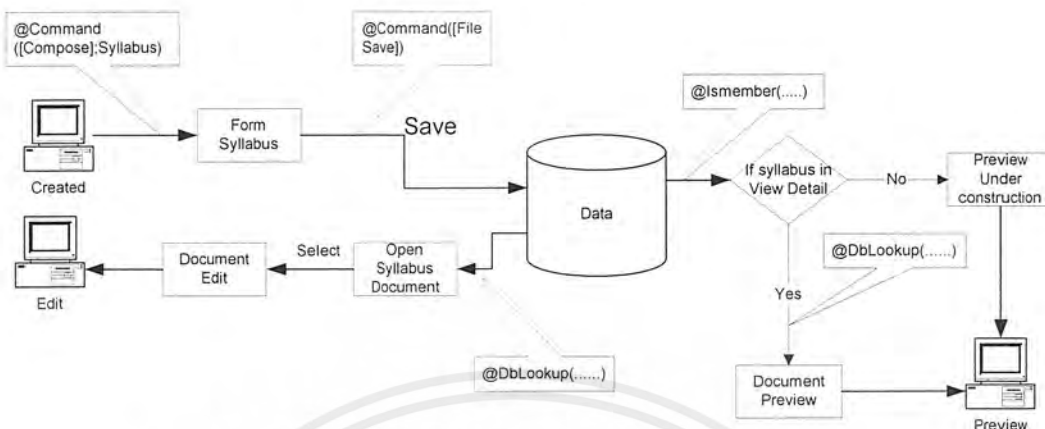 @Command
([Compose];Syllabus)
@Command([File
Save])
@Ismember(.....)
Form
Syllabus
Save
Created
Data
If syllabus in
View Detail
No
Preview
Under
construction
Edit
Document
Edit
Select
Open
Syllabus
Document
@DbLookup(......)
Yes
@DbLookup(......)
Document
Preview
Preview